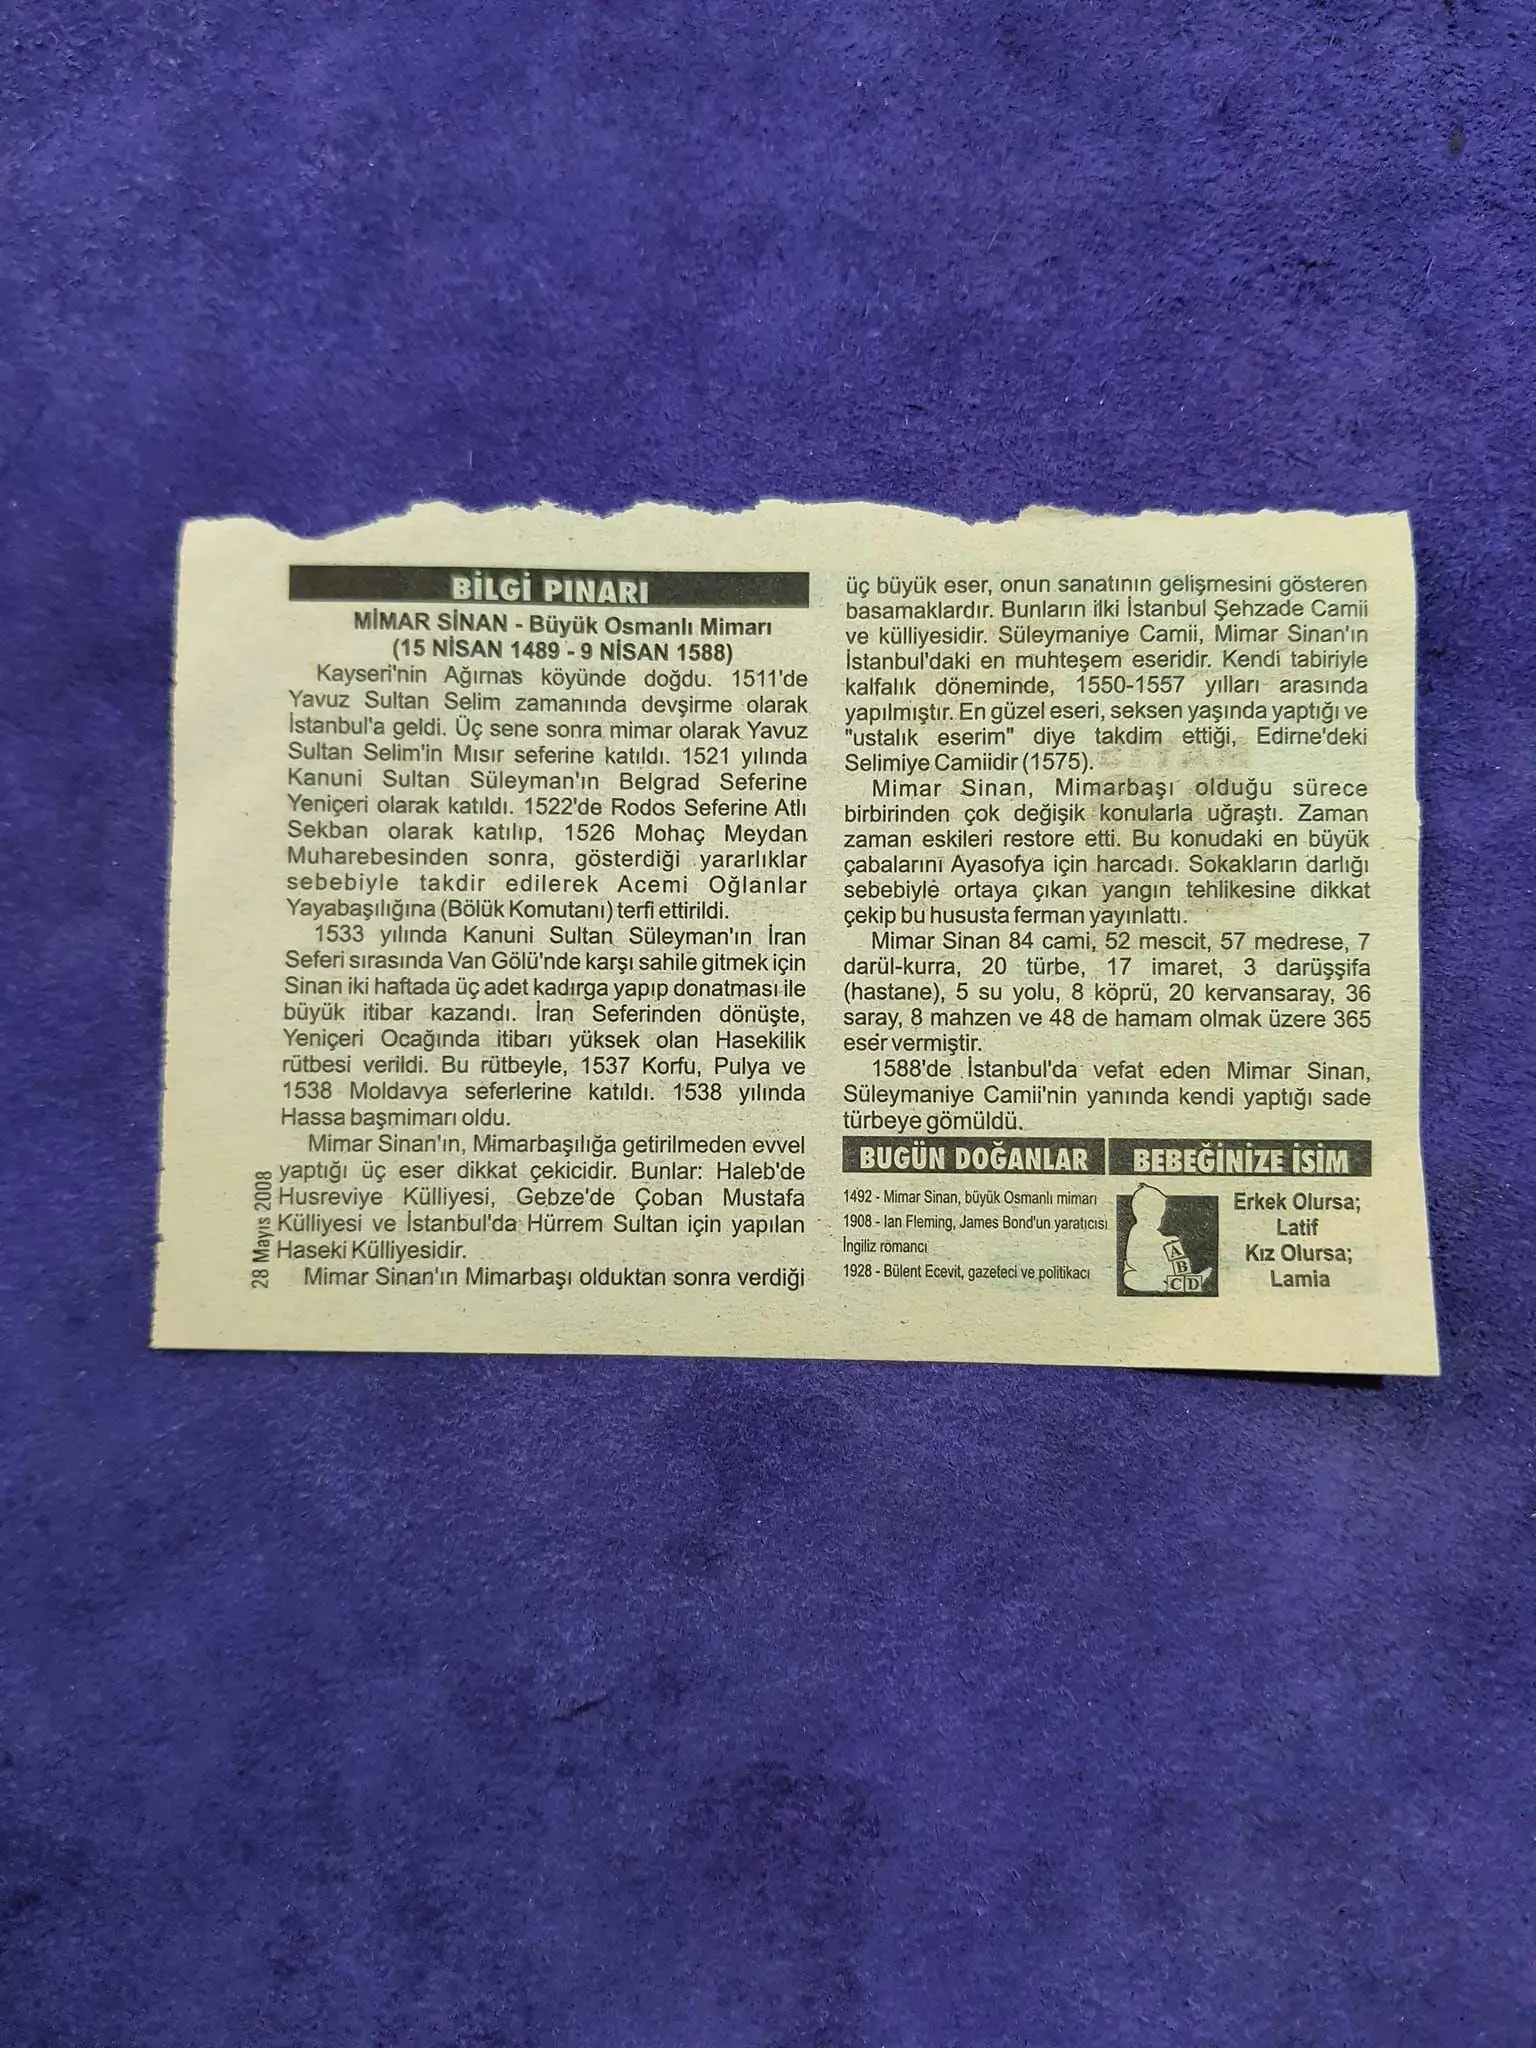 BİLGİ PINARI
MİMAR SİNAN - Büyük Osmanlı Mimarı
(15 NİSAN 1489 - 9 NİSAN 1588)
Kayseri'nin Ağırnas köyünde doğdu. 1511'de
Yavuz Sultan Selim zamanında devşirme olarak
İstanbul'a geldi. Üç sene sonra mimar olarak Yavuz
Sultan Selim'in Mısır seferine katıldı. 1521 yılında
Kanuni Sultan Süleyman'ın Belgrad Seferine
Yeniçeri olarak katıldı. 1522'de Rodos Seferine Atlı
Sekban olarak katılıp, 1526 Mohaç Meydan
Muharebesinden sonra, gösterdiği yararlıklar
sebebiyle takdir edilerek Acemi Oğlanlar
Yayabaşılığına (Bölük Komutanı) terfi ettirildi.
1533 yılında Kanuni Sultan Süleyman'ın İran
Seferi sırasında Van Gölü'nde karşı sahile gitmek için
Sinan iki haftada üç adet kadırga yapıp donatması ile
büyük itibar kazandı. İran Seferinden dönüşte,
Yeniçeri Ocağında itibarı yüksek olan Hasekilik
rütbesi verildi. Bu rütbeyle, 1537 Korfu, Pulya ve
1538 Moldavya seferlerine katıldı. 1538 yılında
Hassa başmimarı oldu.
Mimar Sinan'ın, Mimarbaşılığa getirilmeden evvel
yaptığı üç eser dikkat çekicidir. Bunlar: Haleb'de
Husreviye Külliyesi, Gebze'de Çoban Mustafa
Külliyesi ve İstanbul'da Hürrem Sultan için yapılan
Haseki Külliyesidir.
Mimar Sinan'ın Mimarbaşı olduktan sonra verdiği
28 Mayıs 2008
üç büyük eser, onun sanatının gelişmesini gösteren
basamaklardır. Bunların ilki İstanbul Şehzade Camii
ve külliyesidir. Süleymaniye Camii, Mimar Sinan'ın
İstanbul'daki en muhteşem eseridir. Kendi tabiriyle
kalfalık döneminde, 1550-1557 yılları arasında
yapılmıştır. En güzel eseri, seksen yaşında yaptığı ve
"ustalık eserim" diye takdim ettiği, Edirne'deki
Selimiye Camiidir (1575).
Mimar Sinan, Mimarbaşı olduğu sürece
birbirinden çok değişik konularla uğraştı. Zaman
zaman eskileri restore etti. Bu konudaki en büyük
çabalarını Ayasofya için harcadı. Sokakların darlığı
sebebiyle ortaya çıkan yangın tehlikesine dikkat
çekip bu hususta ferman yayınlattı.
Mimar Sinan 84 cami, 52 mescit, 57 medrese, 7
darül-kurra, 20 türbe, 17 imaret, 3 darüşşifa
(hastane), 5 su yolu, 8 köprü, 20 kervansaray, 36
saray, 8 mahzen ve 48 de hamam olmak üzere 365
eser vermiştir.
1588'de İstanbul'da vefat eden Mimar Sinan,
Süleymaniye Camii'nin yanında kendi yaptığı sade
türbeye gömüldü.
BUGÜN DOĞANLAR
1492 - Mimar Sinan, büyük Osmanlı mimarı
1908 - Ian Fleming, James Bond'un yaratıcısı
İngiliz romancı
1928 - Bülent Ecevit, gazeteci ve politikacı
BEBEĞİNİZE İSİM
A
B
C D
Erkek Olursa;
Latif
Kız Olursa;
Lamia